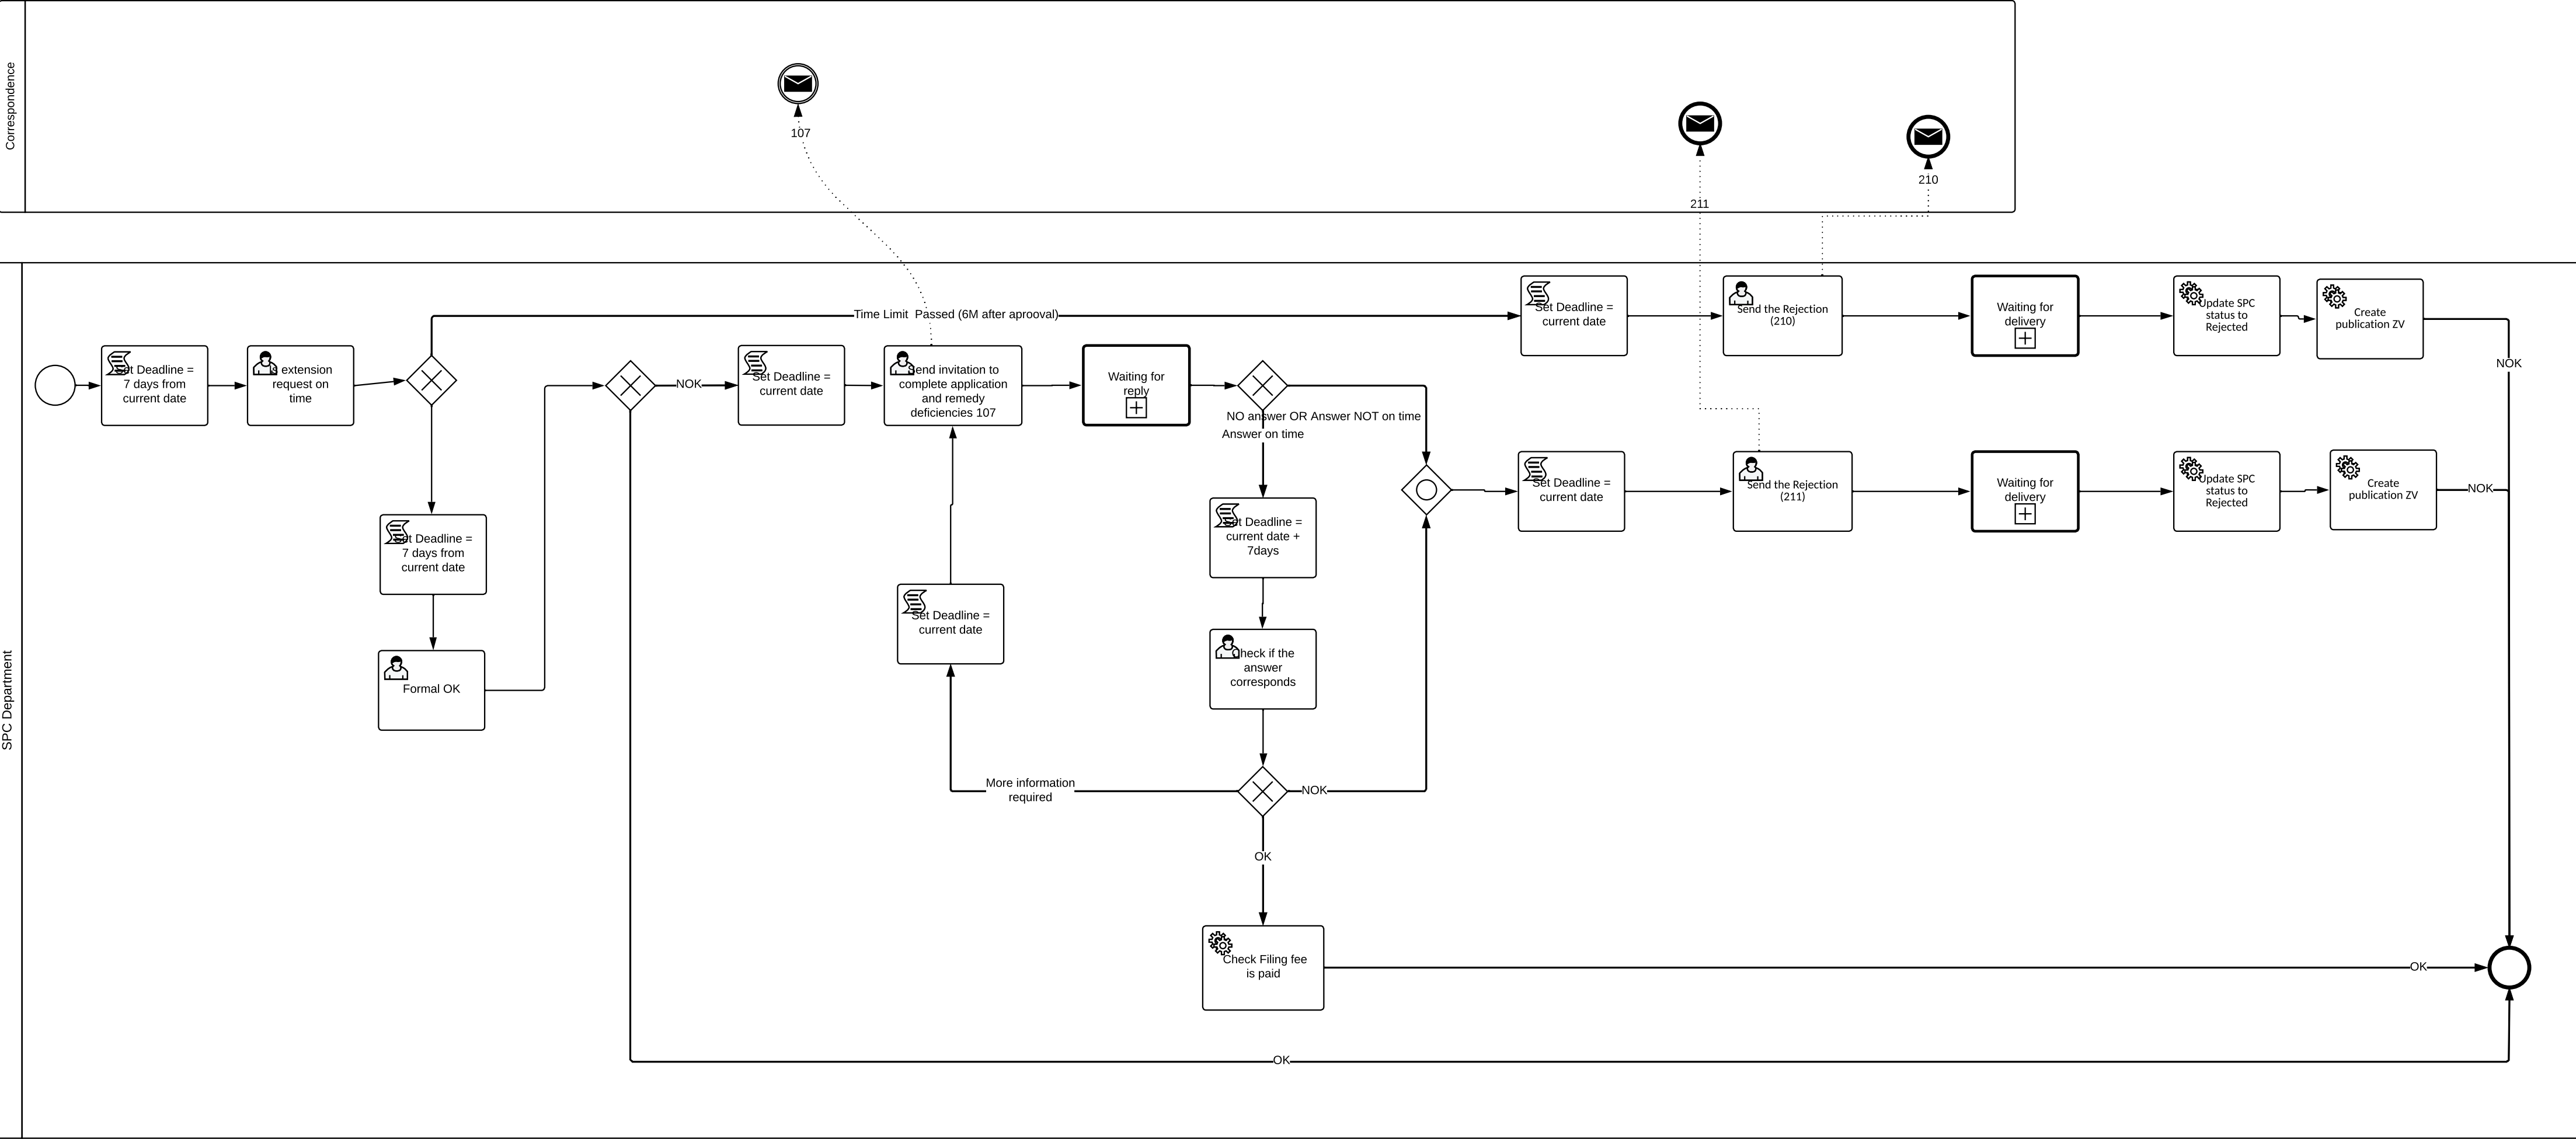 Correspondence
107
211
210
SPC Department
Time Limit  Passed (6M after aprooval)
Set Deadline =
7 days from
current date
Is extension
request on
time
Set Deadline =
7 days from
current date
Formal OK
NOK
Set Deadline =
current date
Send invitation to
complete application
and remedy
deficiencies 107
Waiting for
reply
NO answer OR Answer NOT on time
Answer on time
Set Deadline =
current date +
7days
Check if the
answer
corresponds
Set Deadline =
current date
More information
required
NOK
OK
Check Filing fee
is paid
OK
OK
Set Deadline =
current date
Send the Rejection
(210)
Waiting for
delivery
Update SPC
status to
Rejected
Create
publication ZV
NOK
Set Deadline =
current date
Send the Rejection
(211)
Waiting for
delivery
Update SPC
status to
Rejected
Create
publication ZV
NOK